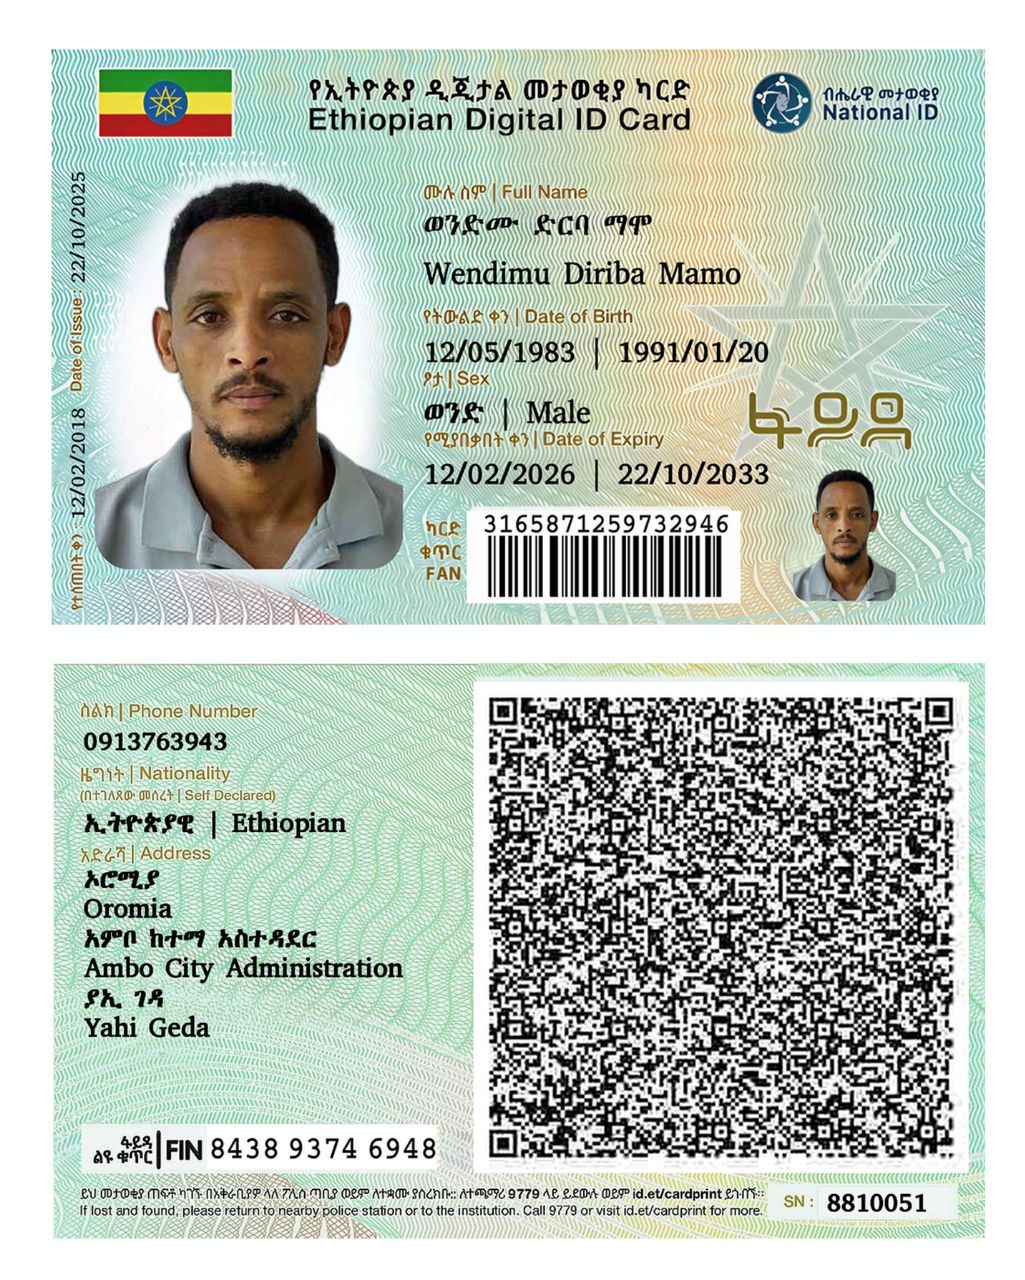 የኢትዮጵያ ዲጂታል መታወቂያ ካርድ
Ethiopian Digital ID Card
ብሔራዊ መታወቂያ
National ID
ሙሉ ስም | Full Name
ወንድሙ ድርባ ማሞ
Wendimu Diriba Mamo
የትውልድ ቀን | Date of Birth
12/05/1983 | 1991/01/20
ፆታ | Sex
ወንድ | Male
የሚያበቃበት ቀን | Date of Expiry
12/02/2026 | 22/10/2033
ፋይዳ
ካርድ
ቁጥር
FAN
3165871259732946
የተሰጠበት ቀን : 12/02/2018 Date of Issue : 22/10/2025
ስልክ | Phone Number
0913763943
ዜግነት | Nationality
(በተገለጸው መሰረት | Self Declared)
ኢትዮጵያዊ | Ethiopian
አድራሻ | Address
ኦሮሚያ
Oromia
አምቦ ከተማ አስተዳደር
Ambo City Administration
ያኢ ገዳ
Yahi Geda
ፋይዳ
ልዩ ቁጥር | FIN 8438 9374 6948
ይህ መታወቂያ ጠፍቶ ካገኙ በአቅራቢያዎ ላለ ፖሊስ ጣቢያ ወይም ለተቋሙ ያስረክቡ። ለተጨማሪ 9779 ላይ ይደውሉ ወይም id.et/cardprint ይጎብኙ።
If lost and found, please return to nearby police station or to the institution. Call 9779 or visit id.et/cardprint for more.
SN : 8810051